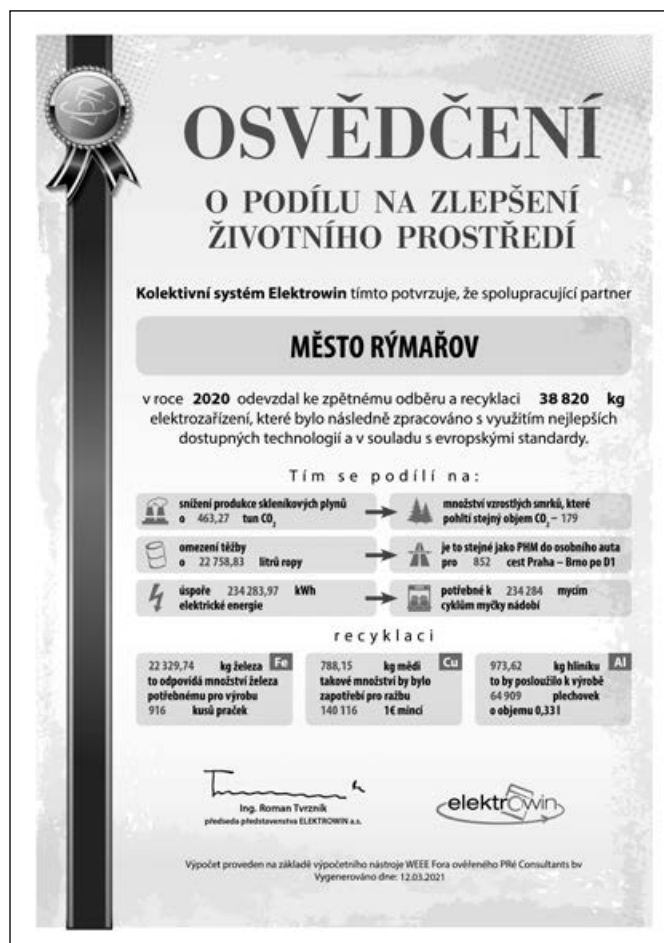 OSVĚDČENÍ
O PODÍLU NA ZLEPŠENÍ
ŽIVOTNÍHO PROSTŘEDÍ
Kolektivní systém Elektrowin tímto potvrzuje, že spolupracující partner
MĚSTO RÝMAŘOV
v roce 2020 odevzdal ke zpětnému odběru a recyklaci 38 820 kg
elektrozařízení, které bylo následně zpracováno s využitím nejlepších
dostupných technologií a v souladu s evropskými standardy.
Tím se podílí na:
snížení produkce skleníkových plynů
o 463,27 tun CO₂
množství vzrostlých smrků, které
pohltí stejný objem CO₂ – 179
omezení těžby
o 22 758,83 litrů ropy
je to stejné jako PHM do osobního auta
pro 852 cest Praha – Brno po D1
úspoře 234 283,97 kWh
elektrické energie
potřebné k 234 284 mycím
cyklům myčky nádobí
recyklaci
22 329,74 kg železa Fe
to odpovídá množství železa
potřebnému pro výrobu
916 kusů praček
788,15 kg mědi Cu
takové množství by bylo
zapotřebí pro ražbu
140 116 1€ mincí
973,62 kg hliníku Al
to by posloužilo k výrobě
64 909 plechovek
o objemu 0,33 l
Ing. Roman Tvrzník
předseda představenstva ELEKTROWIN a.s.
elektrowin
Výpočet proveden na základě výpočetního nástroje WEEE Fora ověřeného PRé Consultants bv
Vygenerováno dne: 12.03.2021